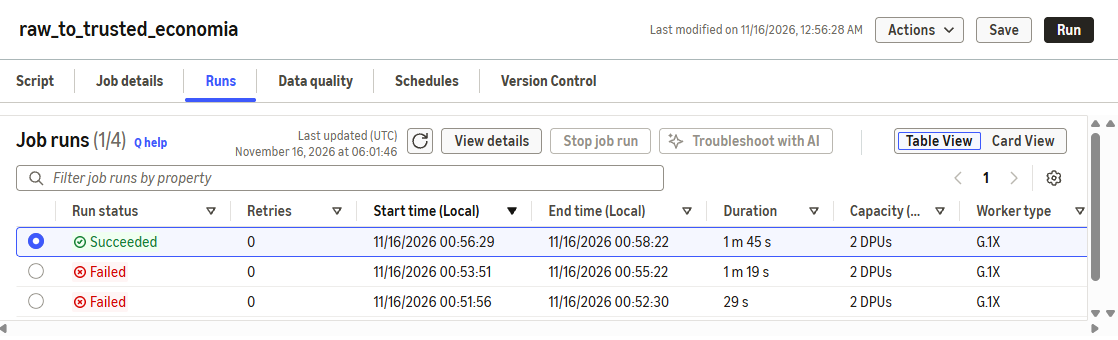 raw_to_trusted_economia
Last modified on 11/16/2026, 12:56:28 AM
Actions
Save
Run
Script
Job details
Runs
Data quality
Schedules
Version Control
Job runs (1/4) Q help
Last updated (UTC)
November 16, 2026 at 06:01:46
View details
Stop job run
Troubleshoot with AI
Table View
Card View
Filter job runs by property
1
Run status Retries Start time (Local) End time (Local) Duration Capacity (... Worker type
Succeeded 0 11/16/2026 00:56:29 11/16/2026 00:58:22 1 m 45 s 2 DPUs G.1X
Failed 0 11/16/2026 00:53:51 11/16/2026 00:55:22 1 m 19 s 2 DPUs G.1X
Failed 0 11/16/2026 00:51:56 11/16/2026 00:52:30 29 s 2 DPUs G.1X